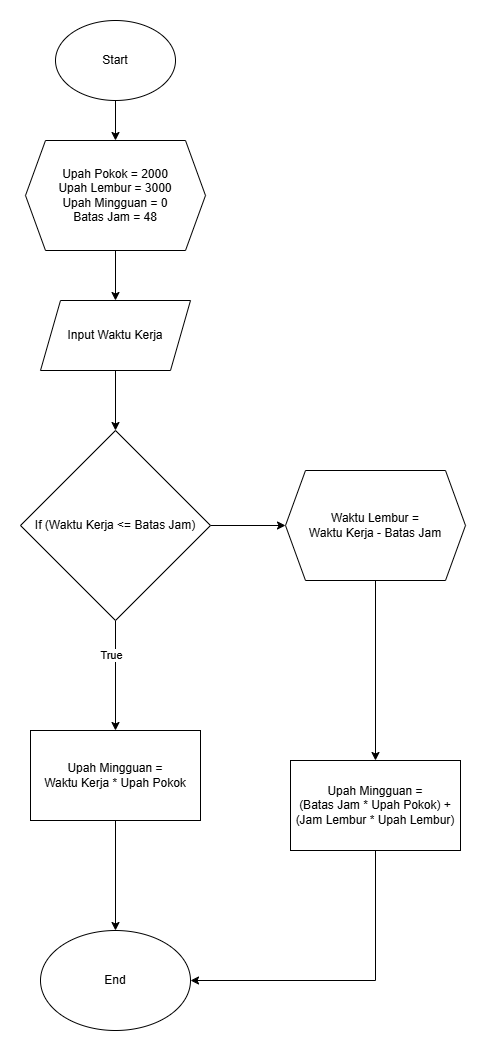 Start
Upah Pokok = 2000
Upah Lembur = 3000
Upah Mingguan = 0
Batas Jam = 48
Input Waktu Kerja
If (Waktu Kerja <= Batas Jam)
Waktu Lembur =
Waktu Kerja - Batas Jam
True
Upah Mingguan =
Waktu Kerja * Upah Pokok
Upah Mingguan =
(Batas Jam * Upah Pokok) +
(Jam Lembur * Upah Lembur)
End